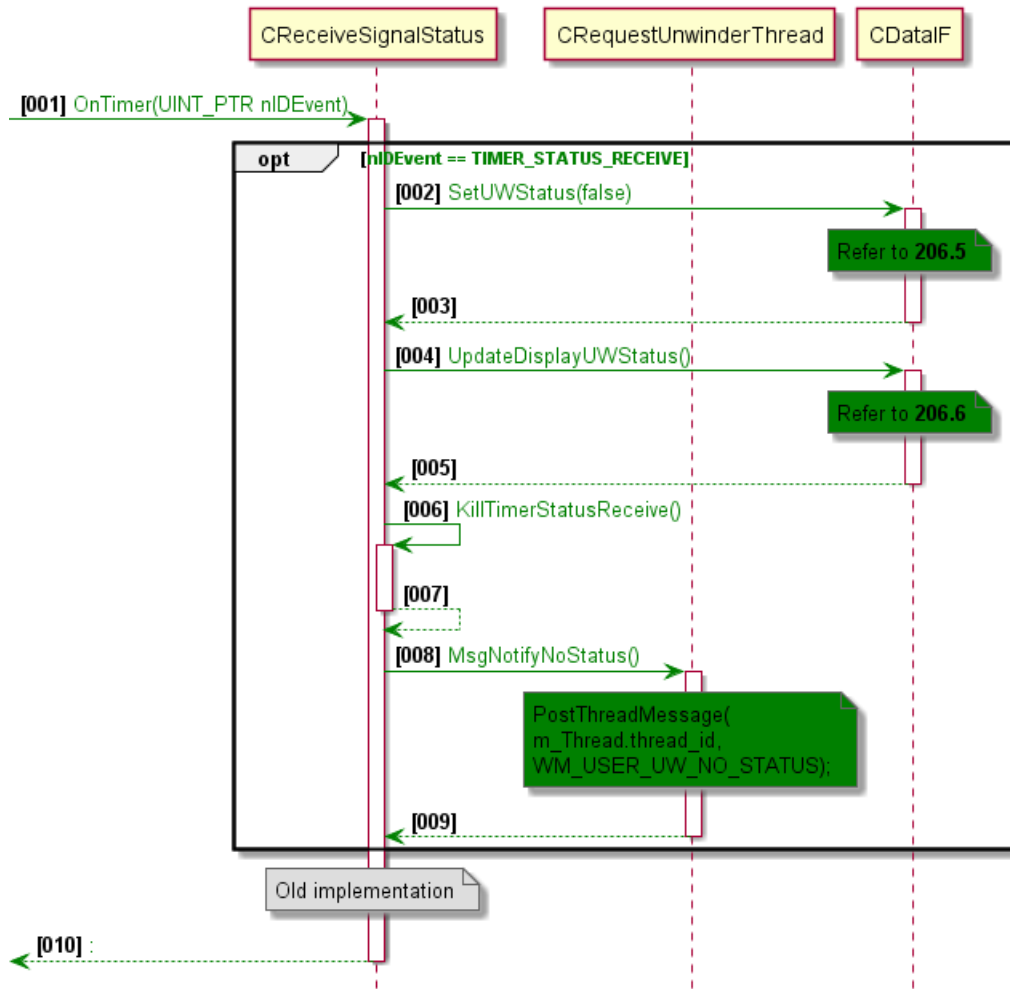 CReceiveSignalStatus CRequestUnwinderThread CDataIF
[001] OnTimer(UINT_PTR nIDEvent)
opt [nIDEvent == TIMER_STATUS_RECEIVE]
[002] SetUWStatus(false)
Refer to 206.5
[003]
[004] UpdateDisplayUWStatus()
Refer to 206.6
[005]
[006] KillTimerStatusReceive()
[007]
[008] MsgNotifyNoStatus()
PostThreadMessage(
m_Thread.thread_id,
WM_USER_UW_NO_STATUS);
[009]
Old implementation
[010] :